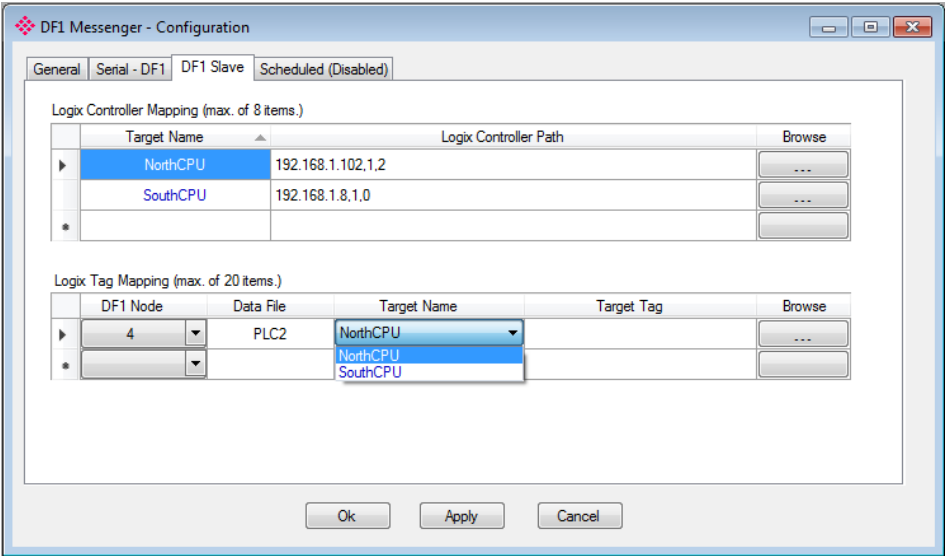 DF1 Messenger - Configuration
General Serial - DF1 DF1 Slave Scheduled (Disabled)
Logix Controller Mapping (max. of 8 items.)
Target Name Logix Controller Path Browse
NorthCPU 192.168.1.102,1,2 ...
SouthCPU 192.168.1.8,1,0 ...
*
Logix Tag Mapping (max. of 20 items.)
DF1 Node Data File Target Name Target Tag Browse
4 PLC2 NorthCPU ...
* NorthCPU
SouthCPU
Ok Apply Cancel